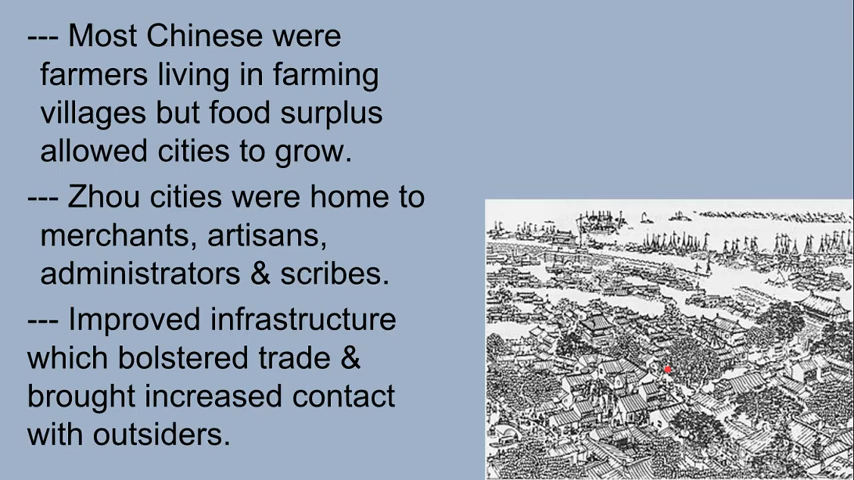 --- Most Chinese were
farmers living in farming
villages but food surplus
allowed cities to grow.
--- Zhou cities were home to
merchants, artisans,
administrators & scribes.
--- Improved infrastructure
which bolstered trade &
brought increased contact
with outsiders.